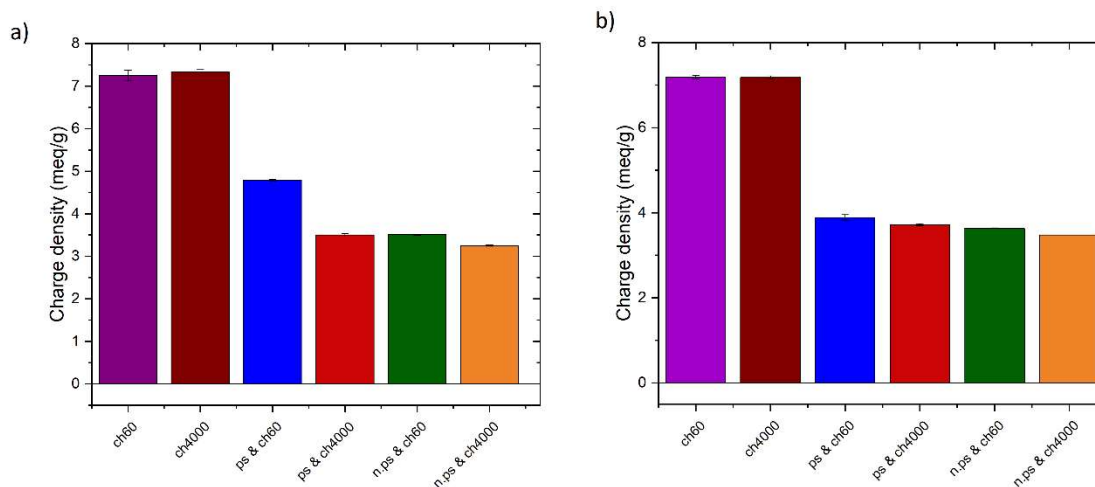 a)
Charge density (meq/g)
8
7
6
5
4
3
2
1
0
ch60
ch4000
ps & ch60
ps & ch4000
n.ps & ch60
n.ps & ch4000
b)
Charge density (meq/g)
8
6
4
2
0
ch60
ch4000
ps & ch60
ps & ch4000
n.ps & ch60
n.ps & ch4000